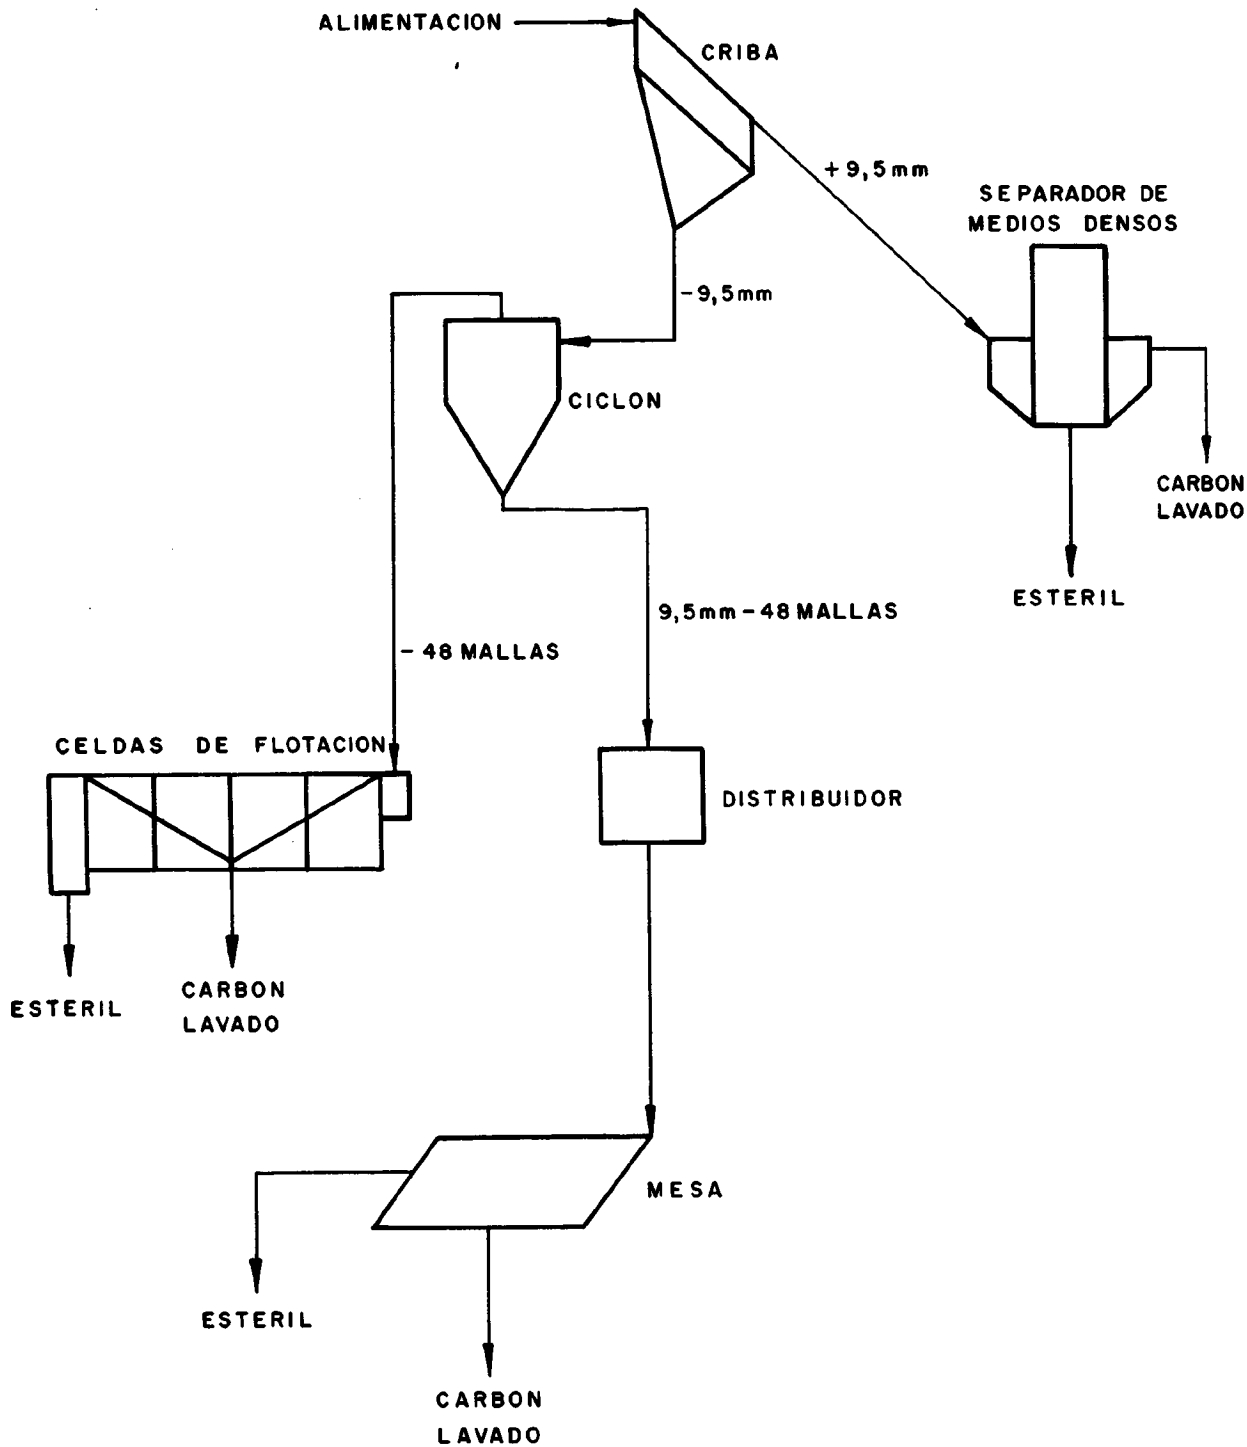 ALIMENTACION
CRIBA
+9,5mm
SEPARADOR DE
MEDIOS DENSOS
-9,5mm
CICLON
CARBON
LAVADO
ESTERIL
9,5mm-48 MALLAS
-48 MALLAS
CELDAS DE FLOTACION
DISTRIBUIDOR
ESTERIL
CARBON
LAVADO
MESA
ESTERIL
CARBON
LAVADO